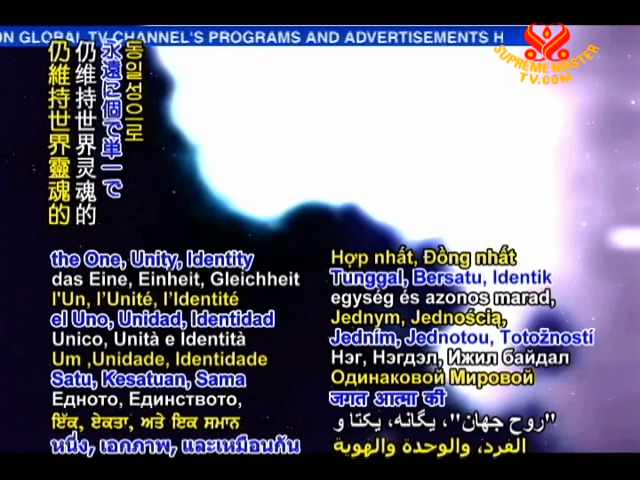 ON GLOBAL TV CHANNEL'S PROGRAMS AND ADVERTISEMENTS H
SUPREME MASTER
TV.COM
동일성으로
永遠に個で単一で
仍维持世界灵魂的
仍維持世界靈魂的
the One, Unity, Identity
das Eine, Einheit, Gleichheit
l'Un, l'Unité, l'Identité
el Uno, Unidad, Identidad
Unico, Unità e Identità
Um ,Unidade, Identidade
Satu, Kesatuan, Sama
Едното, Единството,
ਇੱਕ, ਏਕਤਾ, ਅਤੇ ਇਕ ਸਮਾਨ
หนึ่ง, เอกภาพ, และเหมือนกัน
Hợp nhất, Đồng nhất
Tunggal, Bersatu, Identik
egység és azonos marad,
Jednym, Jednością,
Jedním, Jednotou, Totožností
Нэг, Нэгдэл, Ижил байдал
Одинаковой Мировой
जगत आत्मा की
"روح جهان"، یگانه، یکتا و
الفرد، والوحدة والهوية